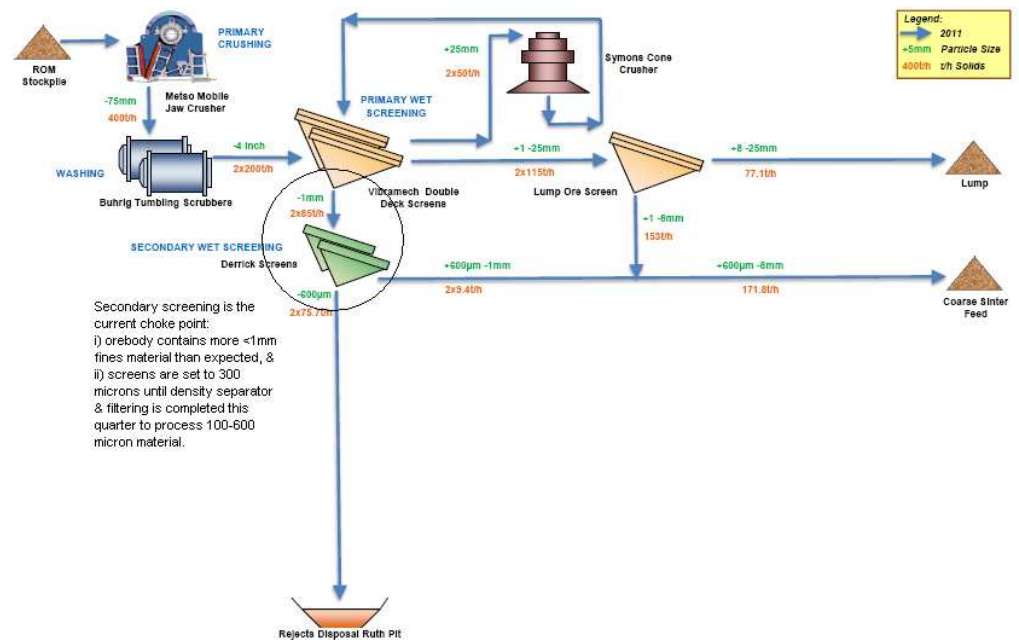 Legend:
2011
+5mm Particle Size
400t/h t/h Solids
PRIMARY
CRUSHING
ROM
Stockpile
Metso Mobile
Jaw Crusher
-75mm
400t/h
+25mm
2x50t/h
Symons Cone
Crusher
PRIMARY WET
SCREENING
WASHING
Buhrig Tumbling Scrubbers
-4 inch
2x200t/h
Vibramech Double
Deck Screens
+1 -25mm
2x115t/h
Lump Ore Screen
+8 -25mm
77.1t/h
Lump
-1mm
2x85t/h
+1 -8mm
153t/h
SECONDARY WET SCREENING
Derrick Screens
+600µm -1mm
2x9.4t/h
+600µm -8mm
171.8t/h
Coarse Sinter
Feed
-600µm
2x75.7t/h
Secondary screening is the
current choke point:
i) orebody contains more <1mm
fines material than expected, &
ii) screens are set to 300
microns until density separator
& filtering is completed this
quarter to process 100-600
micron material.
Rejects Disposal Ruth Pit